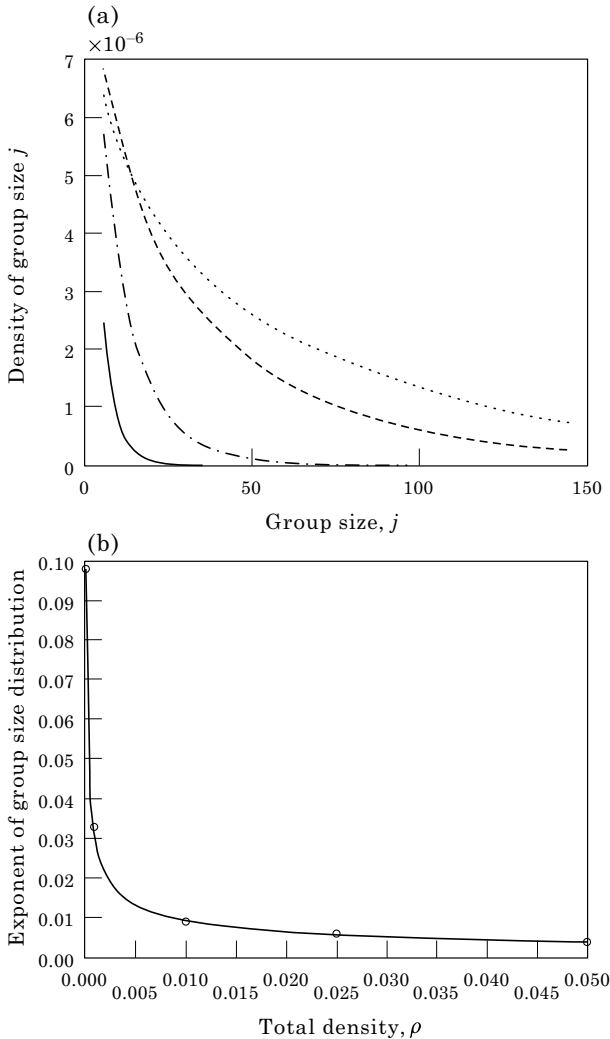 (a)
×10⁻⁶
7
6
5
4
3
2
1
0
0 50 100 150
Density of group size j
Group size, j
(b)
0.10
0.09
0.08
0.07
0.06
0.05
0.04
0.03
0.02
0.01
0.00
0.000 0.010 0.020 0.030 0.040 0.050
0.005 0.015 0.025 0.035 0.045
Exponent of group size distribution
Total density, ρ